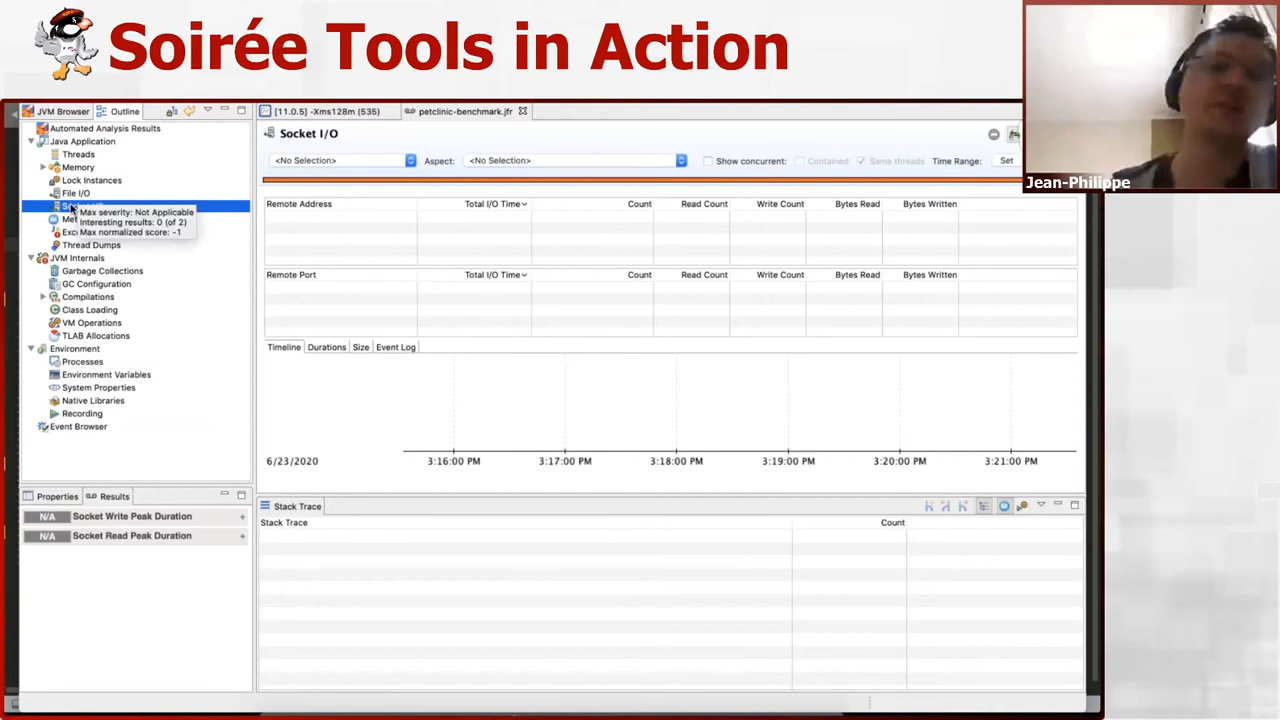 Soirée Tools in Action
Jean-Philippe
JVM Browser
Outline
Automated Analysis Results
Java Application
Threads
Memory
Lock Instances
File I/O
Max severity: Not Applicable
Interesting results: 0 (of 2)
Max normalized score: -1
Thread Dumps
JVM Internals
Garbage Collections
GC Configuration
Compilations
Class Loading
VM Operations
TLAB Allocations
Environment
Processes
Environment Variables
System Properties
Native Libraries
Recording
Event Browser
Properties
Results
N/A Socket Write Peak Duration +
N/A Socket Read Peak Duration +
[11.0.5] -Xms128m (535)
petclinic-benchmark.jfr
Socket I/O
<No Selection> Aspect: <No Selection> Show concurrent: Contained Same threads Time Range: Set
Remote Address Total I/O Time Count Read Count Write Count Bytes Read Bytes Written
Remote Port Total I/O Time Count Read Count Write Count Bytes Read Bytes Written
Timeline Durations Size Event Log
6/23/2020 3:16:00 PM 3:17:00 PM 3:18:00 PM 3:19:00 PM 3:20:00 PM 3:21:00 PM
Stack Trace
Stack Trace Count